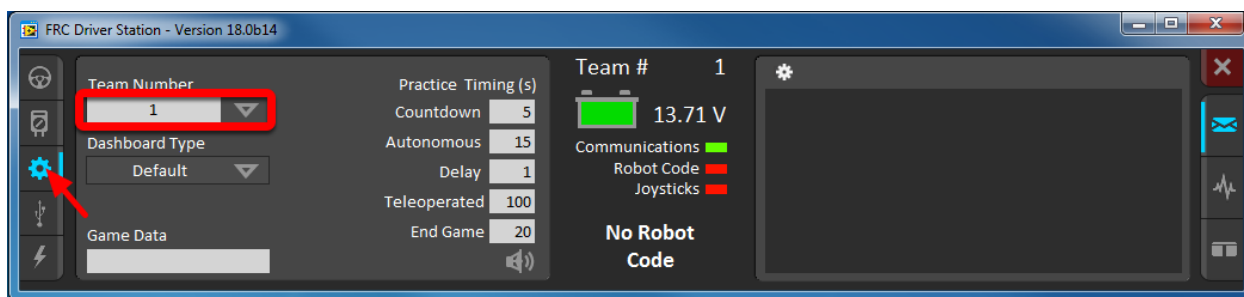 FRC Driver Station - Version 18.0b14
Team Number
1
Dashboard Type
Default
Game Data
Practice Timing (s)
Countdown 5
Autonomous 15
Delay 1
Teleoperated 100
End Game 20
Team # 1
13.71 V
Communications
Robot Code
Joysticks
No Robot
Code